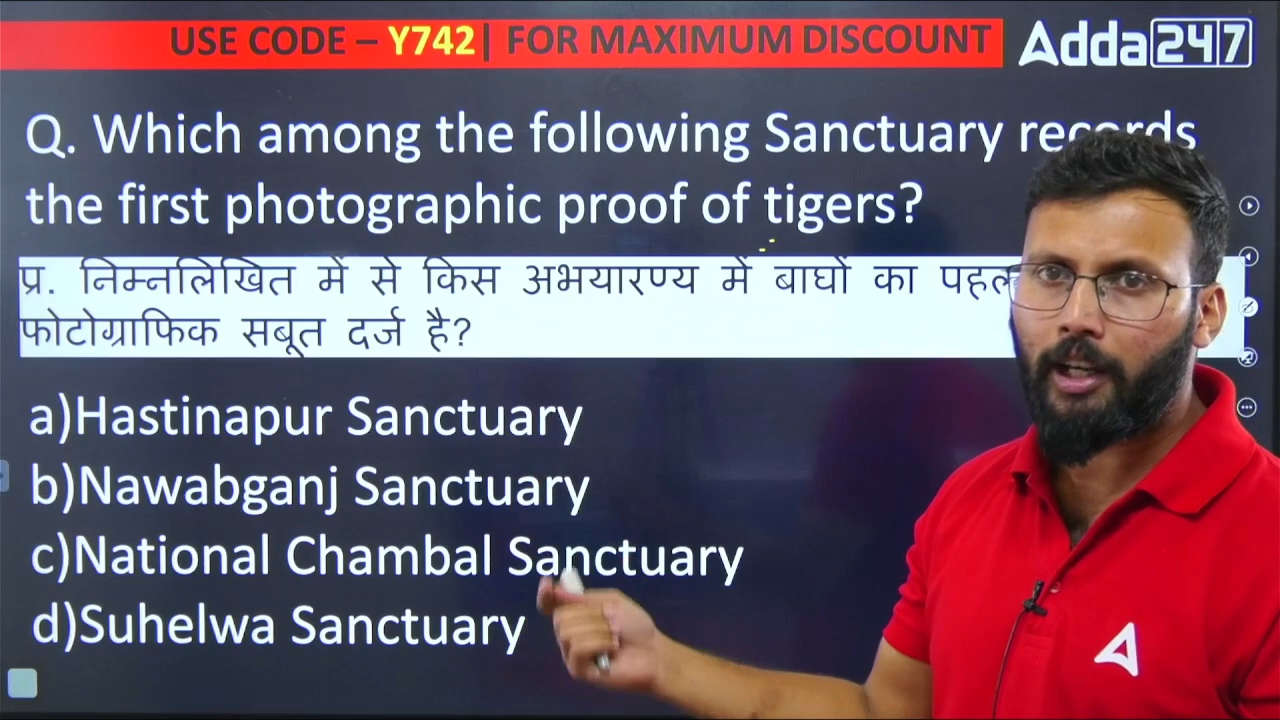 USE CODE – Y742| FOR MAXIMUM DISCOUNT
Adda247
Q. Which among the following Sanctuary records
the first photographic proof of tigers?
प्र. निम्नलिखित में से किस अभयारण्य में बाघों का
फोटोग्राफिक सबूत दर्ज है?
a)Hastinapur Sanctuary
b)Nawabganj Sanctuary
c)National Chambal Sanctuary
d)Suhelwa Sanctuary